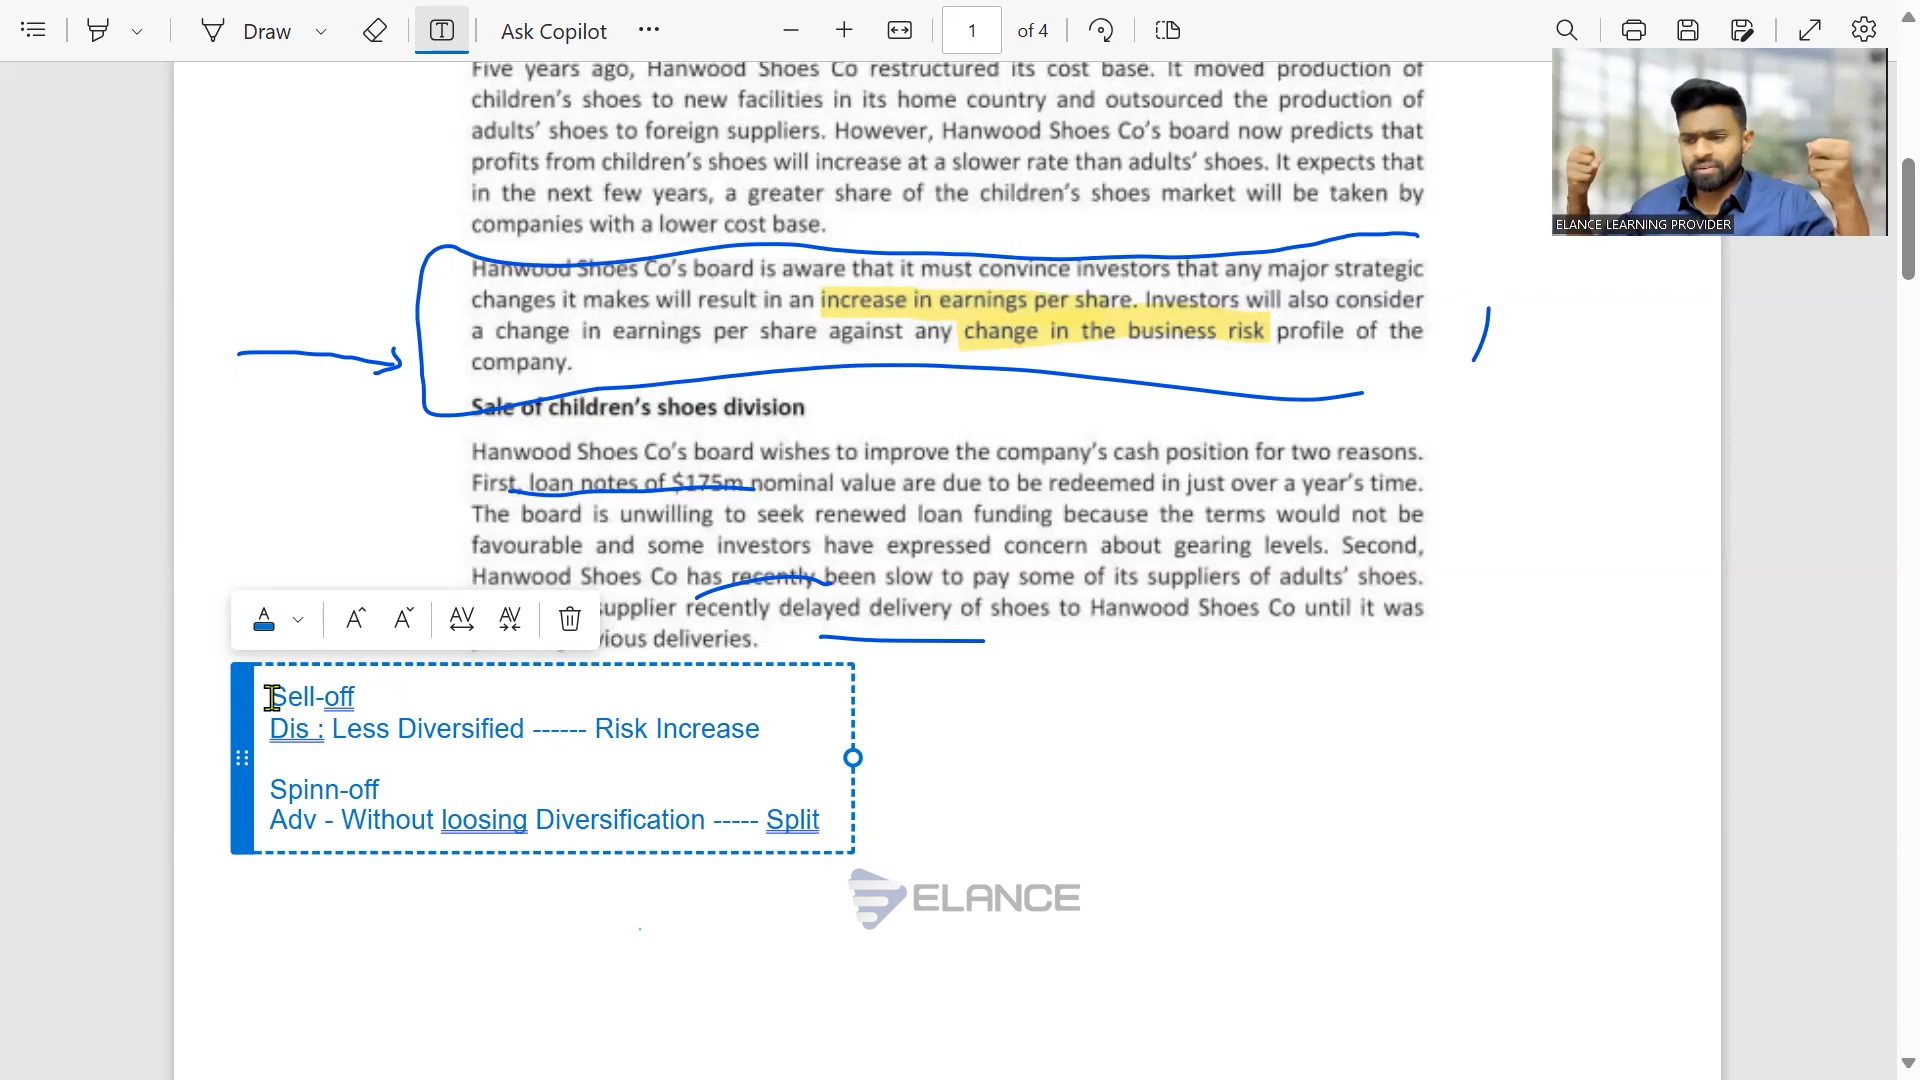 Draw
Ask Copilot
1 of 4
Five years ago, Hanwood Shoes Co restructured its cost base. It moved production of
children's shoes to new facilities in its home country and outsourced the production of
adults' shoes to foreign suppliers. However, Hanwood Shoes Co's board now predicts that
profits from children's shoes will increase at a slower rate than adults' shoes. It expects that
in the next few years, a greater share of the children's shoes market will be taken by
companies with a lower cost base.
ELANCE LEARNING PROVIDER
Hanwood Shoes Co's board is aware that it must convince investors that any major strategic
changes it makes will result in an increase in earnings per share. Investors will also consider
a change in earnings per share against any change in the business risk profile of the
company.
Sale of children's shoes division
Hanwood Shoes Co's board wishes to improve the company's cash position for two reasons.
First, loan notes of $175m nominal value are due to be redeemed in just over a year's time.
The board is unwilling to seek renewed loan funding because the terms would not be
favourable and some investors have expressed concern about gearing levels. Second,
Hanwood Shoes Co has recently been slow to pay some of its suppliers of adults' shoes.
supplier recently delayed delivery of shoes to Hanwood Shoes Co until it was
deliveries.
Sell-off
Dis : Less Diversified ------ Risk Increase
Spinn-off
Adv - Without loosing Diversification ----- Split
ELANCE